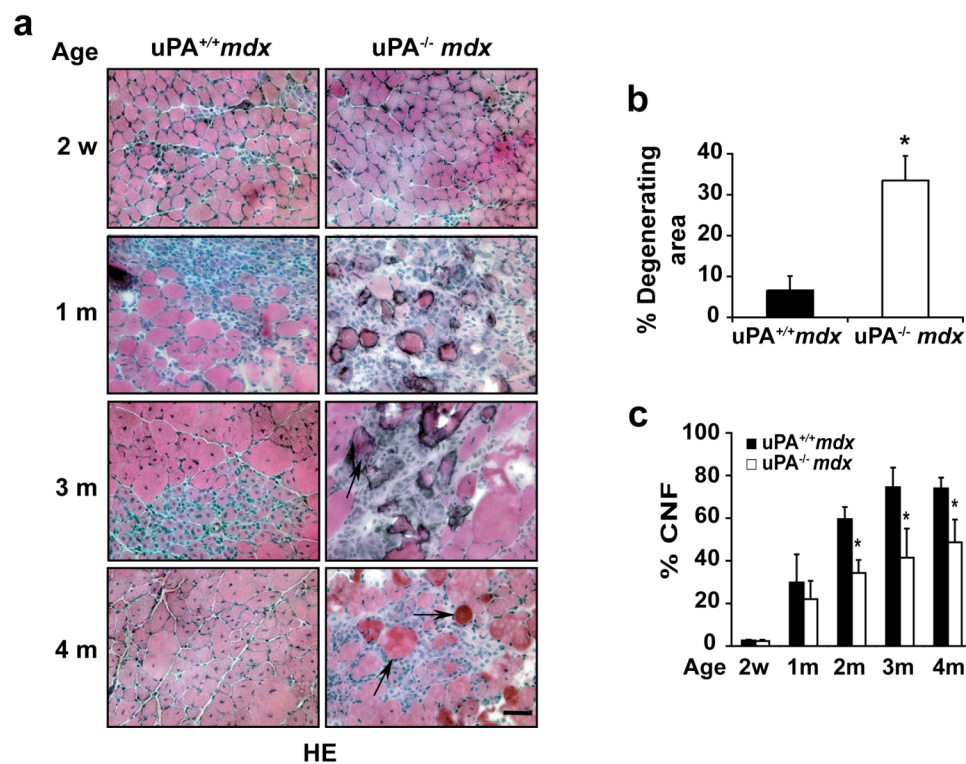 a
Age
uPA+/+mdx
uPA-/- mdx
2 w
1 m
3 m
4 m
HE
b
% Degenerating
area
40
30
20
10
0
*
uPA+/+mdx
uPA-/- mdx
c
% CNF
100
80
60
40
20
0
uPA+/+mdx
uPA-/- mdx
*
*
*
Age 2w 1m 2m 3m 4m